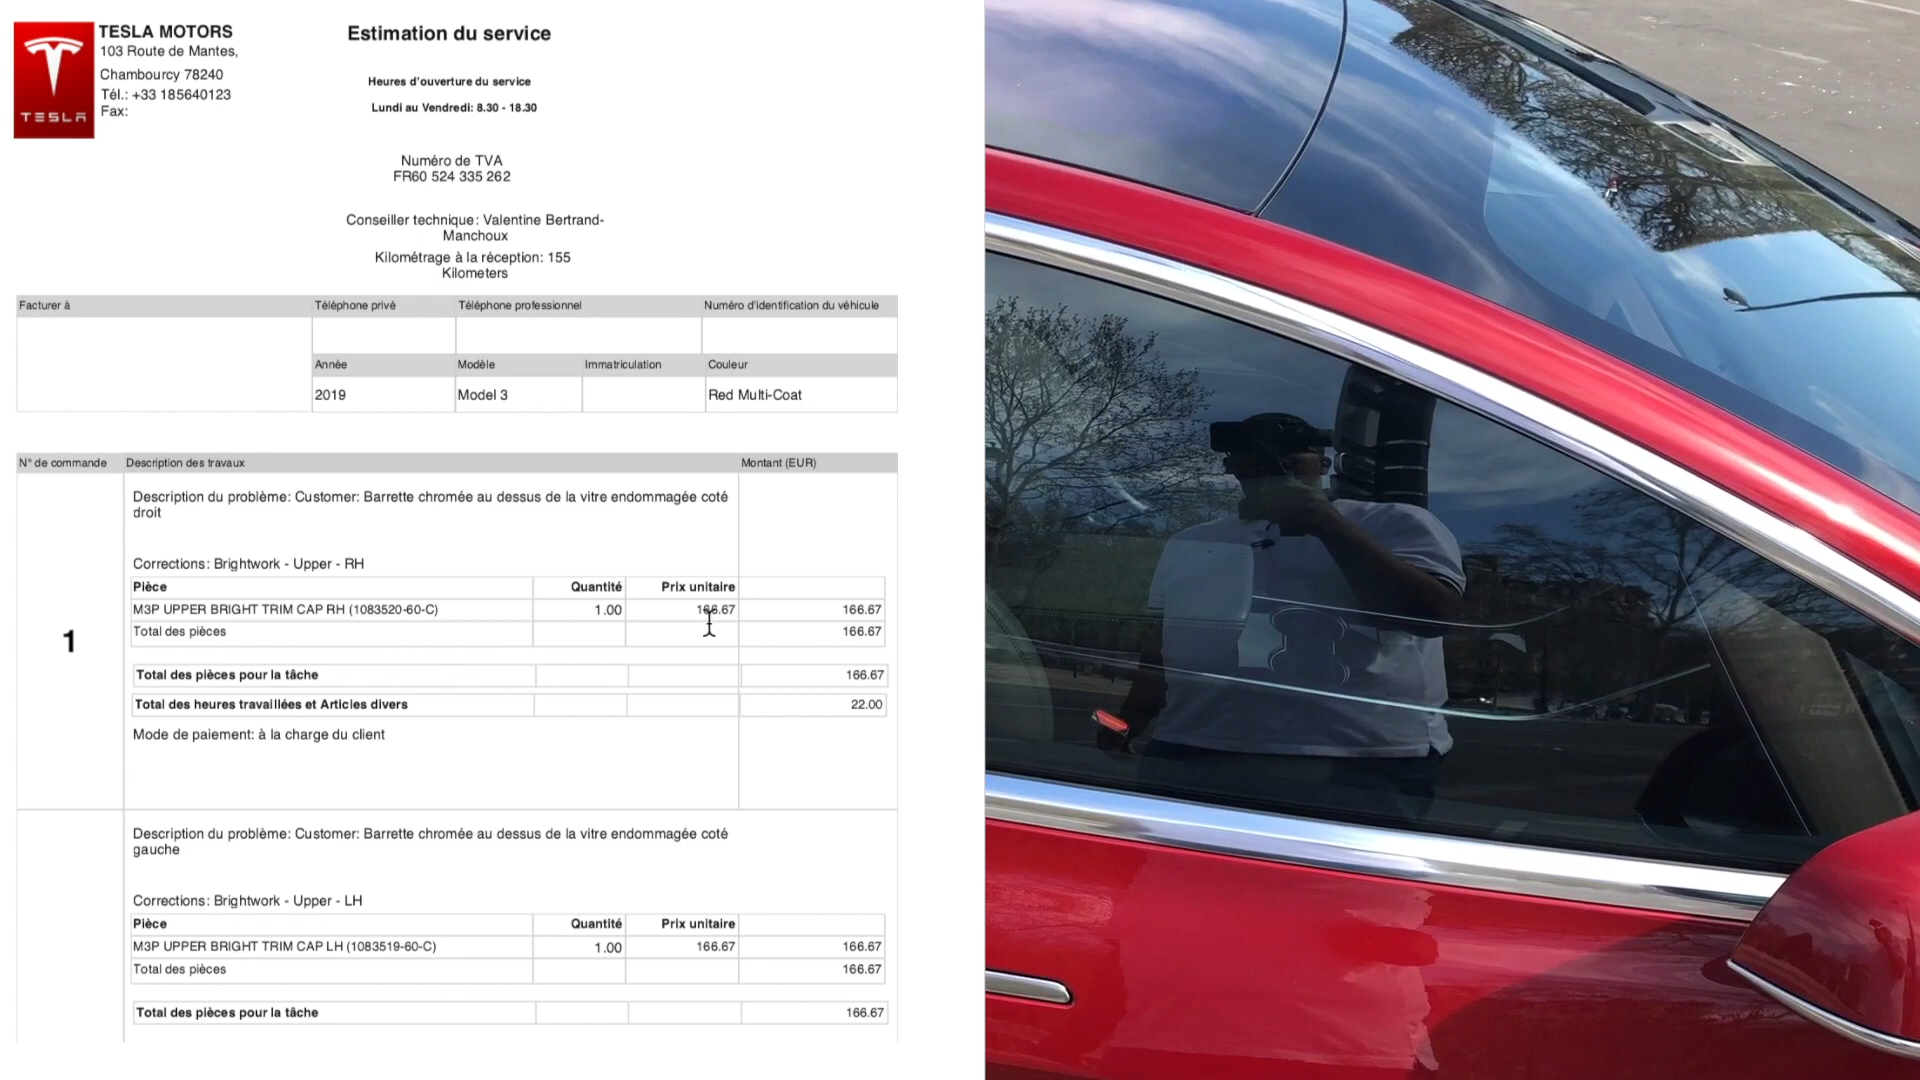 TESLA
TESLA MOTORS
103 Route de Mantes,
Chambourcy 78240
Tél.: +33 185640123
Fax:
Estimation du service
Heures d'ouverture du service
Lundi au Vendredi: 8.30 - 18.30
Numéro de TVA
FR60 524 335 262
Conseiller technique: Valentine Bertrand-
Manchoux
Kilométrage à la réception: 155
Kilometers
Facturer à Téléphone privé Téléphone professionnel Numéro d'identification du véhicule
Année Modèle Immatriculation Couleur
2019 Model 3 Red Multi-Coat
N° de commande Description des travaux Montant (EUR)
Description du problème: Customer: Barrette chromée au dessus de la vitre endommagée coté
droit
Corrections: Brightwork - Upper - RH
Pièce Quantité Prix unitaire
M3P UPPER BRIGHT TRIM CAP RH (1083520-60-C) 1.00 166.67 166.67
Total des pièces 166.67
1
Total des pièces pour la tâche 166.67
Total des heures travaillées et Articles divers 22.00
Mode de paiement: à la charge du client
Description du problème: Customer: Barrette chromée au dessus de la vitre endommagée coté
gauche
Corrections: Brightwork - Upper - LH
Pièce Quantité Prix unitaire
M3P UPPER BRIGHT TRIM CAP LH (1083519-60-C) 1.00 166.67 166.67
Total des pièces 166.67
Total des pièces pour la tâche 166.67